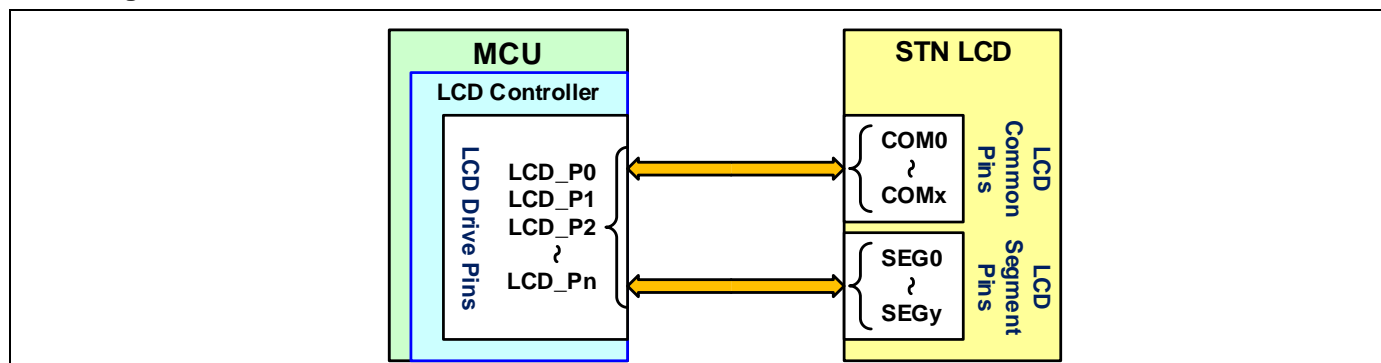 MCU
LCD Controller
LCD Drive Pins
LCD_P0
LCD_P1
LCD_P2
~
LCD_Pn
STN LCD
COM0
~
COMx
LCD
Common
Pins
SEG0
~
SEGy
LCD
Segment
Pins